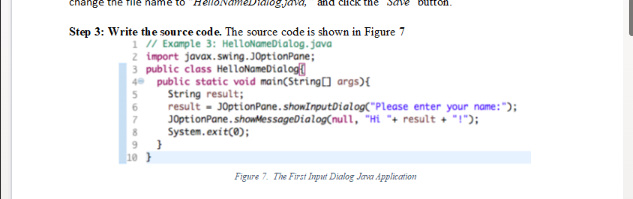 change the file name to "HelloNameDialog.java," and click the "Save" button.
Step 3: Write the source code. The source code is shown in Figure 7
1 // Example 3: HelloNameDialog.java
2 import javax.swing.JOptionPane;
3 public class HelloNameDialog{
4 public static void main(String[] args){
5 String result;
6 result = JOptionPane.showInputDialog("Please enter your name:");
7 JOptionPane.showMessageDialog(null, "Hi "+ result + "!");
8 System.exit(0);
9 }
10 }
Figure 7. The First Input Dialog Java Application